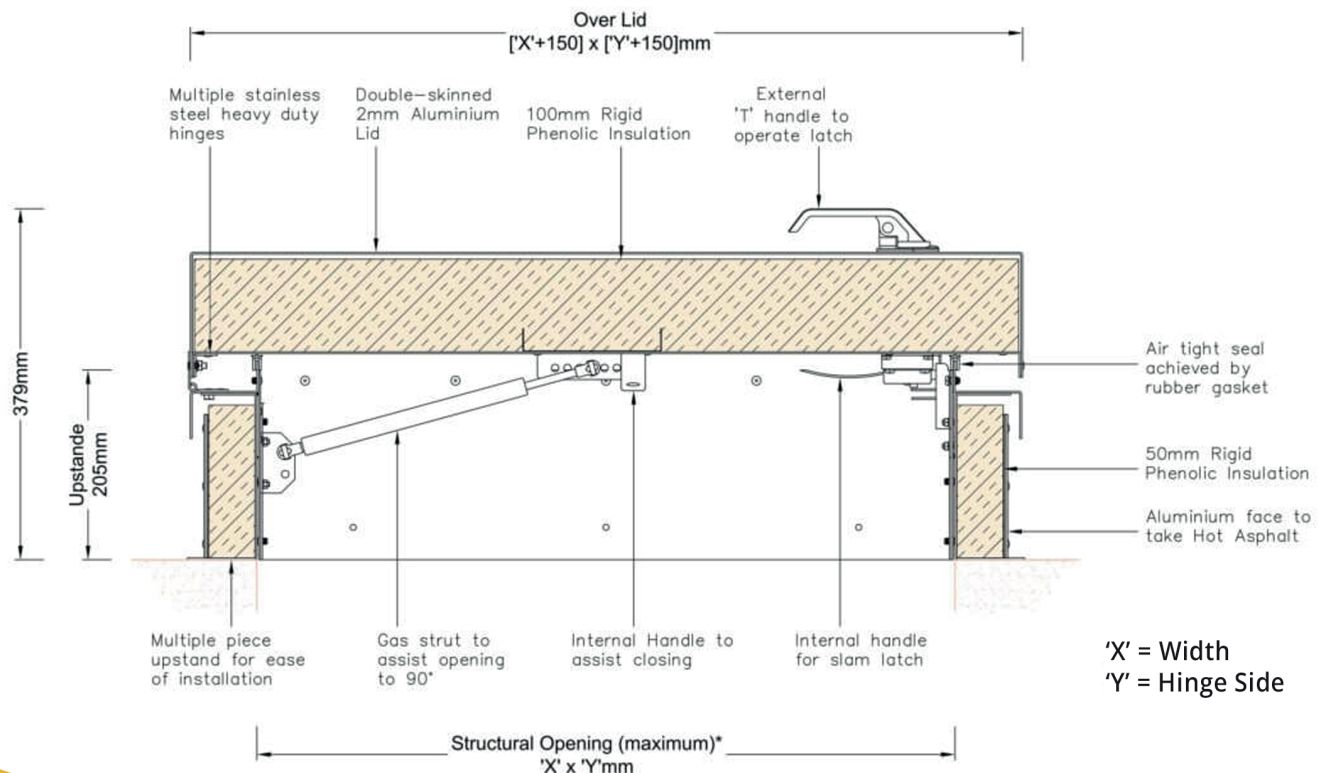 Over Lid
['X'+150] x ['Y'+150]mm
Multiple stainless
steel heavy duty
hinges
Double-skinned
2mm Aluminium
Lid
100mm Rigid
Phenolic Insulation
External
'T' handle to
operate latch
379mm
Upstande
205mm
Air tight seal
achieved by
rubber gasket
50mm Rigid
Phenolic Insulation
Aluminium face to
take Hot Asphalt
Multiple piece
upstand for ease
of installation
Gas strut to
assist opening
to 90°
Internal Handle to
assist closing
Internal handle
for slam latch
‘X’ = Width
‘Y’ = Hinge Side
Structural Opening (maximum)*
'X' x 'Y'mm